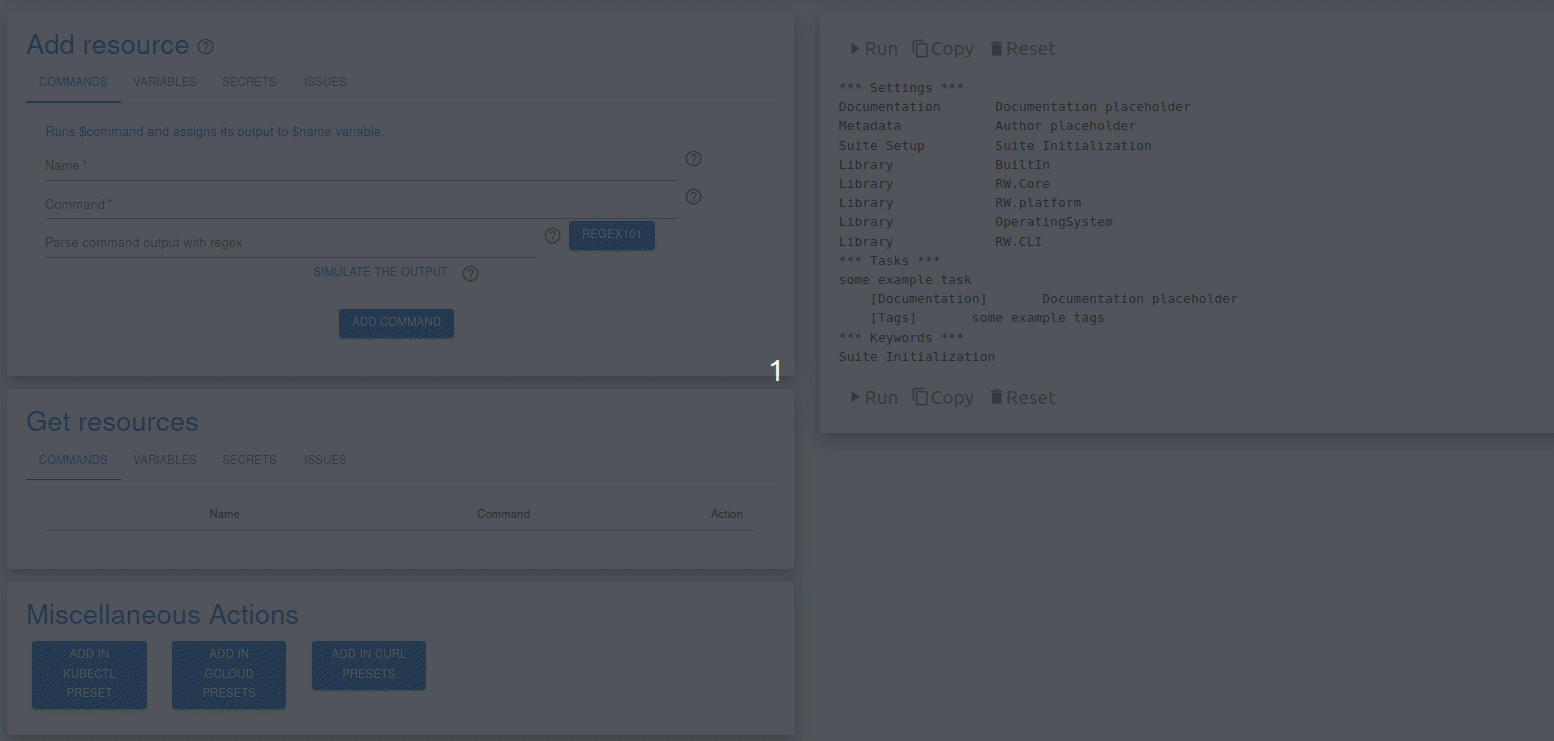 Add resource
COMMANDS VARIABLES SECRETS ISSUES
Runs $command and assigns its output to $name variable.
Name *
Command *
Parse command output with regex
REGEX101
SIMULATE THE OUTPUT
ADD COMMAND
1
Get resources
COMMANDS VARIABLES SECRETS ISSUES
Name Command Action
Miscellaneous Actions
ADD IN
KUBECTL
PRESET
ADD IN
GCLOUD
PRESETS
ADD IN CURL
PRESETS
Run Copy Reset
*** Settings ***
Documentation       Documentation placeholder
Metadata            Author placeholder
Suite Setup         Suite Initialization
Library             BuiltIn
Library             RW.Core
Library             RW.platform
Library             OperatingSystem
Library             RW.CLI
*** Tasks ***
some example task
    [Documentation]       Documentation placeholder
    [Tags]       some example tags
*** Keywords ***
Suite Initialization
Run Copy Reset